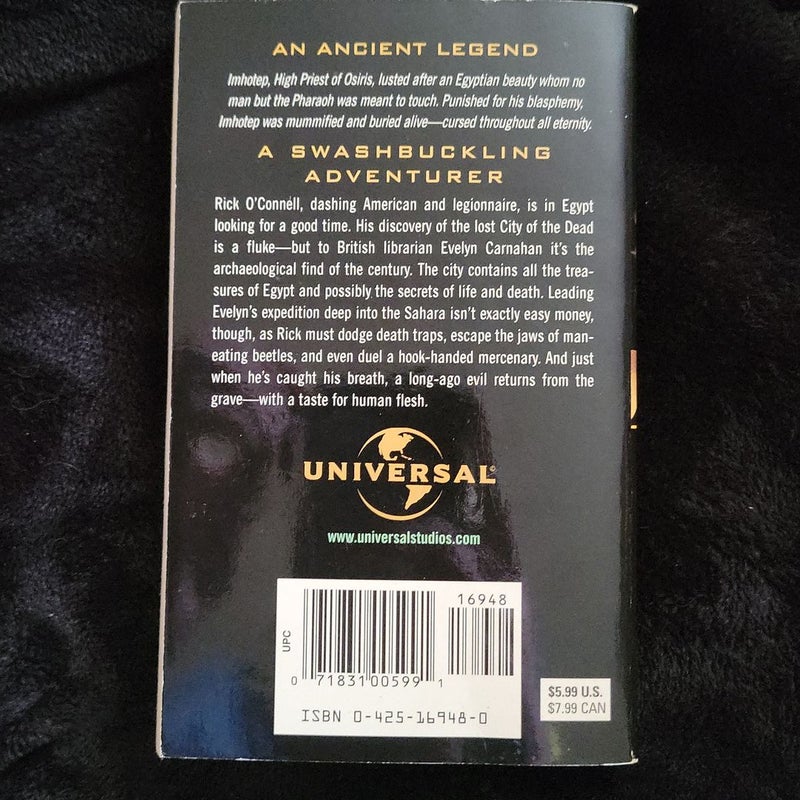 AN ANCIENT LEGEND
Imhotep, High Priest of Osiris, lusted after an Egyptian beauty whom no
man but the Pharaoh was meant to touch. Punished for his blasphemy,
Imhotep was mummified and buried alive—cursed throughout all eternity.
A SWASHBUCKLING
ADVENTURER
Rick O'Connell, dashing American and legionnaire, is in Egypt
looking for a good time. His discovery of the lost City of the Dead
is a fluke—but to British librarian Evelyn Carnahan it's the
archaeological find of the century. The city contains all the trea-
sures of Egypt and possibly the secrets of life and death. Leading
Evelyn's expedition deep into the Sahara isn't exactly easy money,
though, as Rick must dodge death traps, escape the jaws of man-
eating beetles, and even duel a hook-handed mercenary. And just
when he's caught his breath, a long-ago evil returns from the
grave—with a taste for human flesh.
UNIVERSAL®
www.universalstudios.com
16948
UPC
0 71831 00599 1
ISBN 0-425-16948-0
$5.99 U.S.
$7.99 CAN